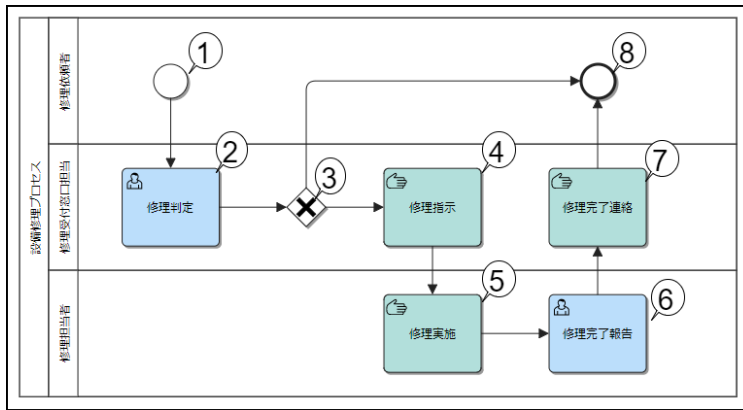 設備修理プロセス
修理依頼者
1
8
修理受付窓口担当
2
修理判定
3
4
修理指示
7
修理完了連絡
修理担当者
5
修理実施
6
修理完了報告